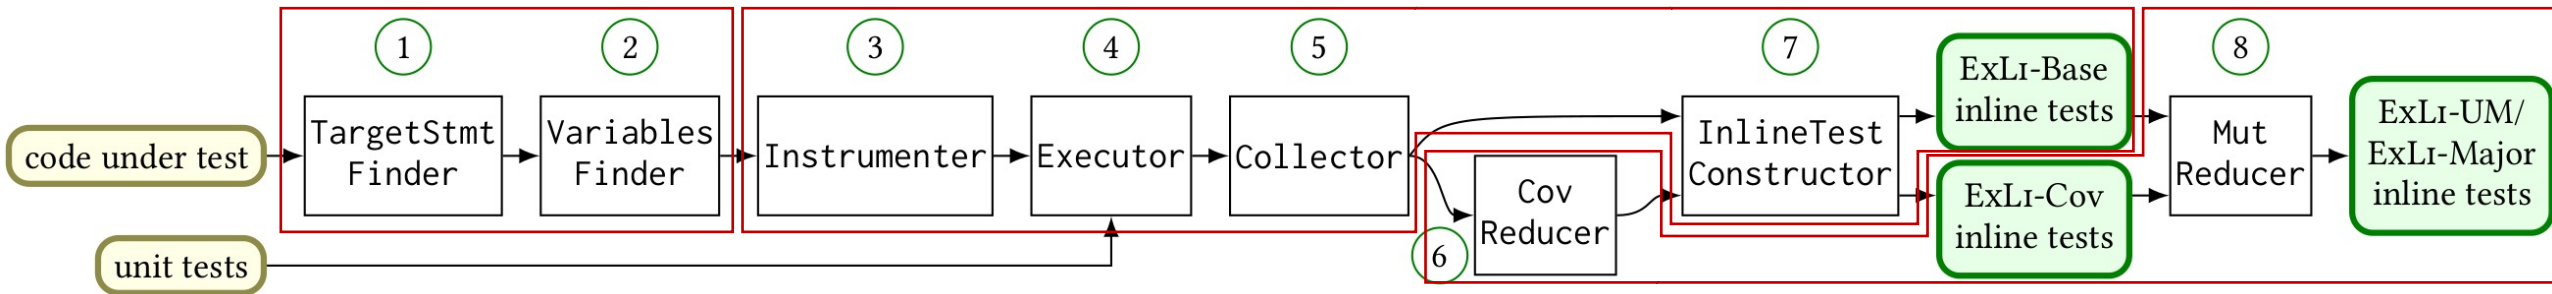 1
2
3
4
5
7
8
code under test
TargetStmt
Finder
Variables
Finder
Instrumenter
Executor
Collector
InlineTest
Constructor
ExLi-Base
inline tests
Mut
Reducer
ExLi-UM/
ExLi-Major
inline tests
Cov
Reducer
6
ExLi-Cov
inline tests
unit tests